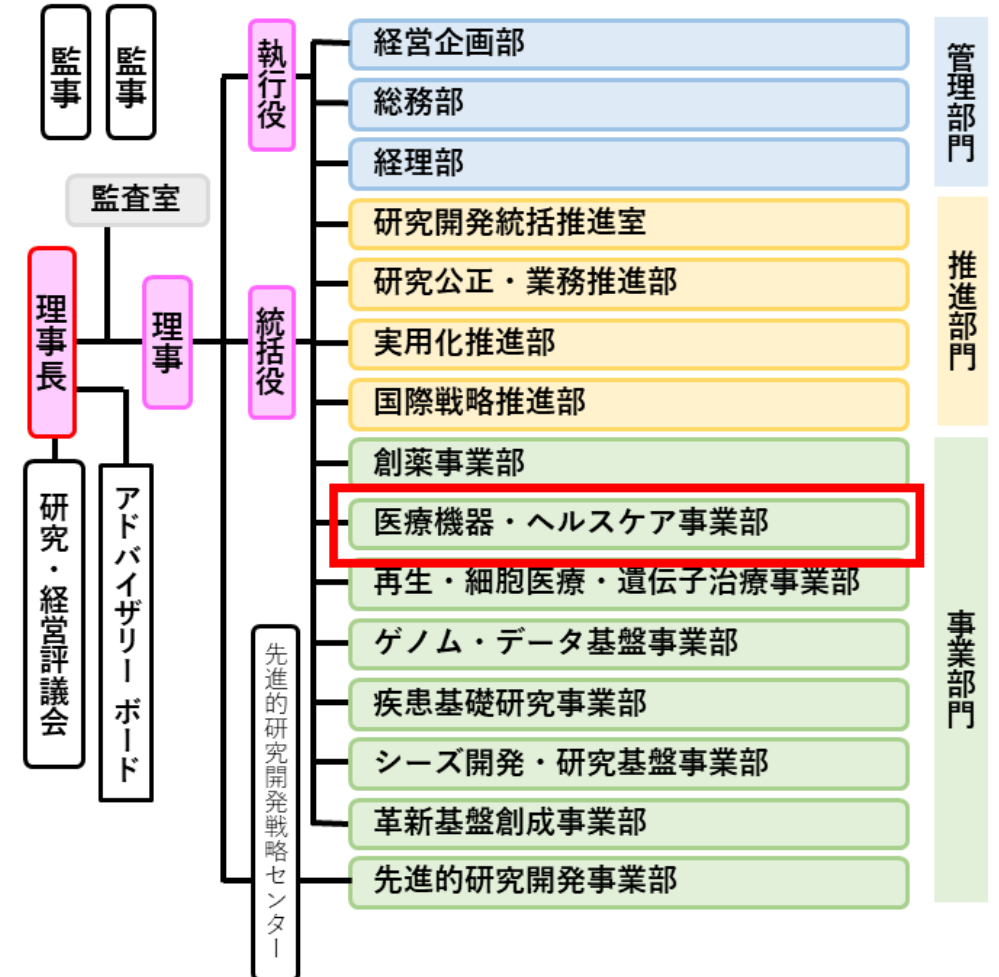 監事
監事
監査室
理事長
理事
研究・経営評議会
アドバイザリー ボード
執行役
統括役
先進的研究開発戦略センター
経営企画部
総務部
経理部
研究開発統括推進室
研究公正・業務推進部
実用化推進部
国際戦略推進部
創薬事業部
医療機器・ヘルスケア事業部
再生・細胞医療・遺伝子治療事業部
ゲノム・データ基盤事業部
疾患基礎研究事業部
シーズ開発・研究基盤事業部
革新基盤創成事業部
先進的研究開発事業部
管理部門
推進部門
事業部門